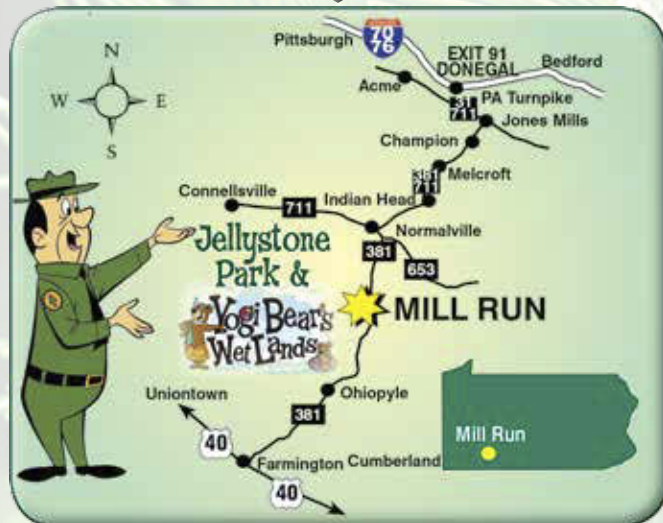 N
W E
S
Pittsburgh
70
76
EXIT 91
DONEGAL
Bedford
Acme
31
711
PA Turnpike
Jones Mills
Champion
381
711
Melcroft
Connellsville
711
Indian Head
Normalville
381
653
Jellystone
Park &
Yogi Bear's
Wet Lands
MILL RUN
Ohiopyle
381
Uniontown
40
Farmington
Cumberland
40
Mill Run